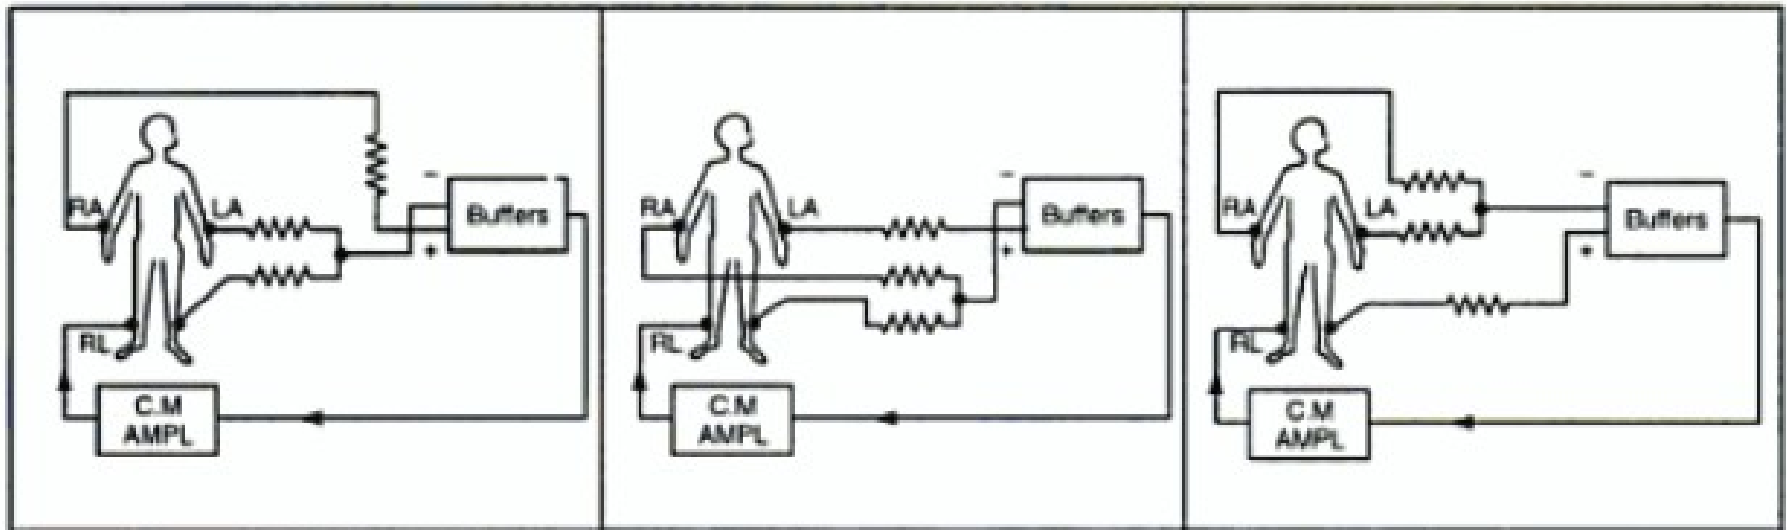 RA
LA
−
+
Buffers
RL
C.M
AMPL
RA
LA
−
+
Buffers
RL
C.M
AMPL
RA
LA
−
+
Buffers
RL
C.M
AMPL